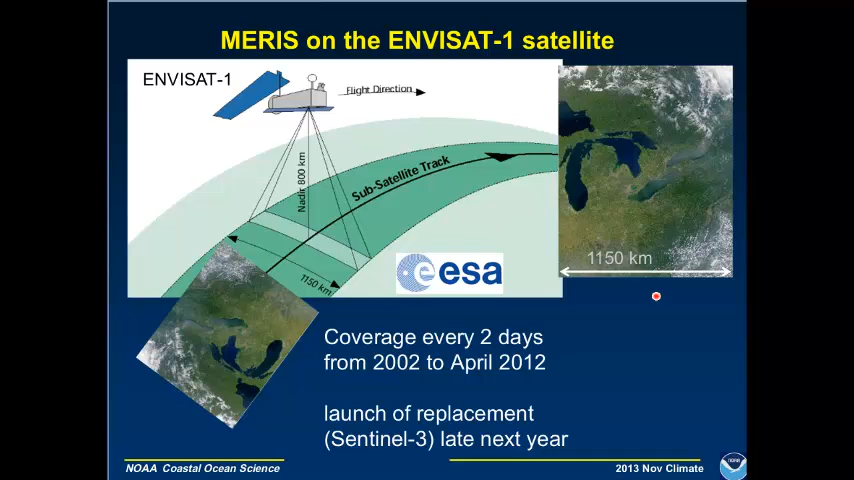 MERIS on the ENVISAT-1 satellite
ENVISAT-1
Flight Direction
Nadir 800 km
Sub-Satellite Track
1150 km
esa
1150 km
Coverage every 2 days
from 2002 to April 2012
launch of replacement
(Sentinel-3) late next year
NOAA Coastal Ocean Science
2013 Nov Climate
NOAA